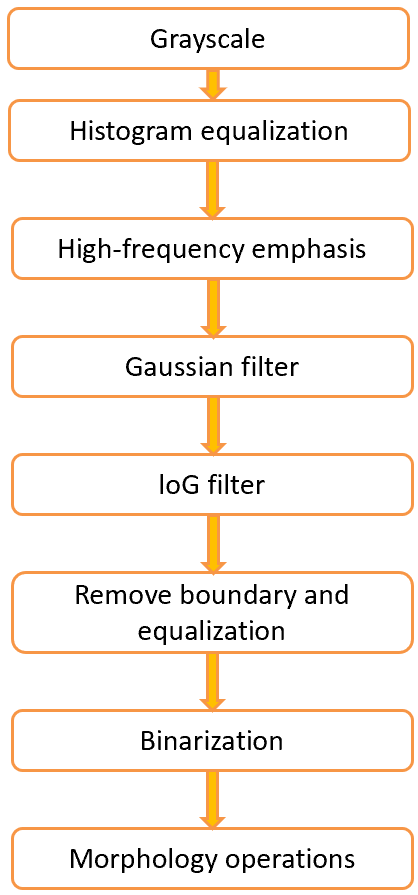 Grayscale
Histogram equalization
High-frequency emphasis
Gaussian filter
loG filter
Remove boundary and
equalization
Binarization
Morphology operations